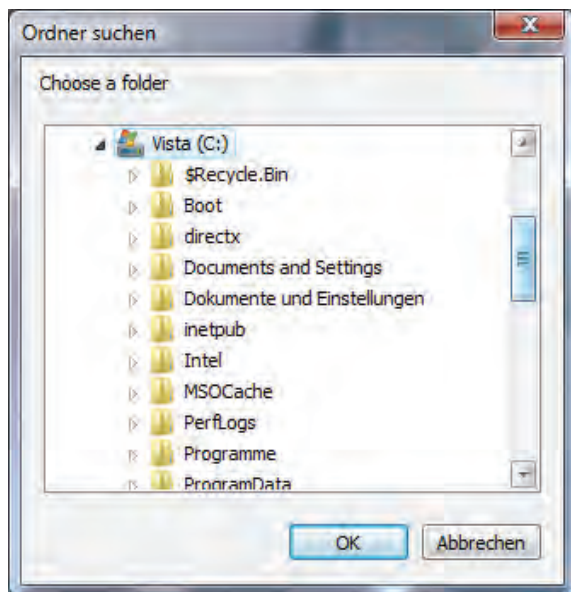 Ordner suchen
Choose a folder
Vista (C:)
$Recycle.Bin
Boot
directx
Documents and Settings
Dokumente und Einstellungen
inetpub
Intel
MSOCache
PerfLogs
Programme
ProgramData
OK Abbrechen